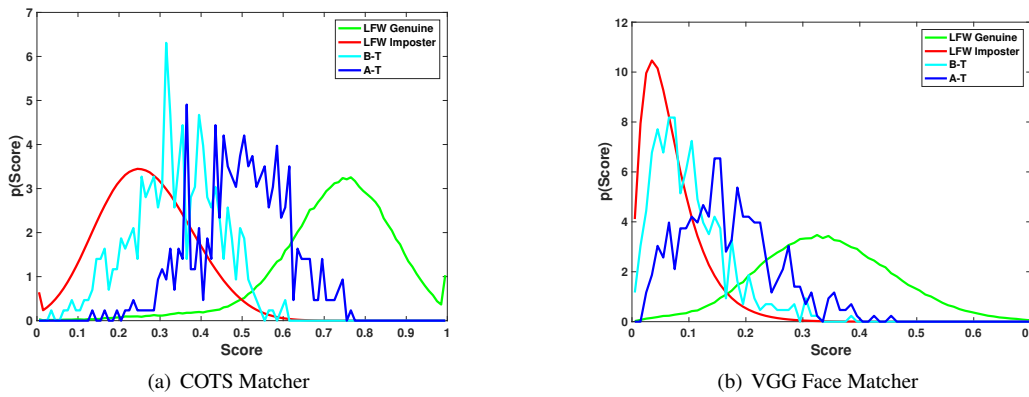 7
6
5
4
3
2
1
0
p(Score)
0 0.1 0.2 0.3 0.4 0.5 0.6 0.7 0.8 0.9 1
Score
LFW Genuine
LFW Imposter
B-T
A-T
(a) COTS Matcher
12
10
8
6
4
2
0
p(Score)
0 0.1 0.2 0.3 0.4 0.5 0.6
Score
LFW Genuine
LFW Imposter
B-T
A-T
(b) VGG Face Matcher